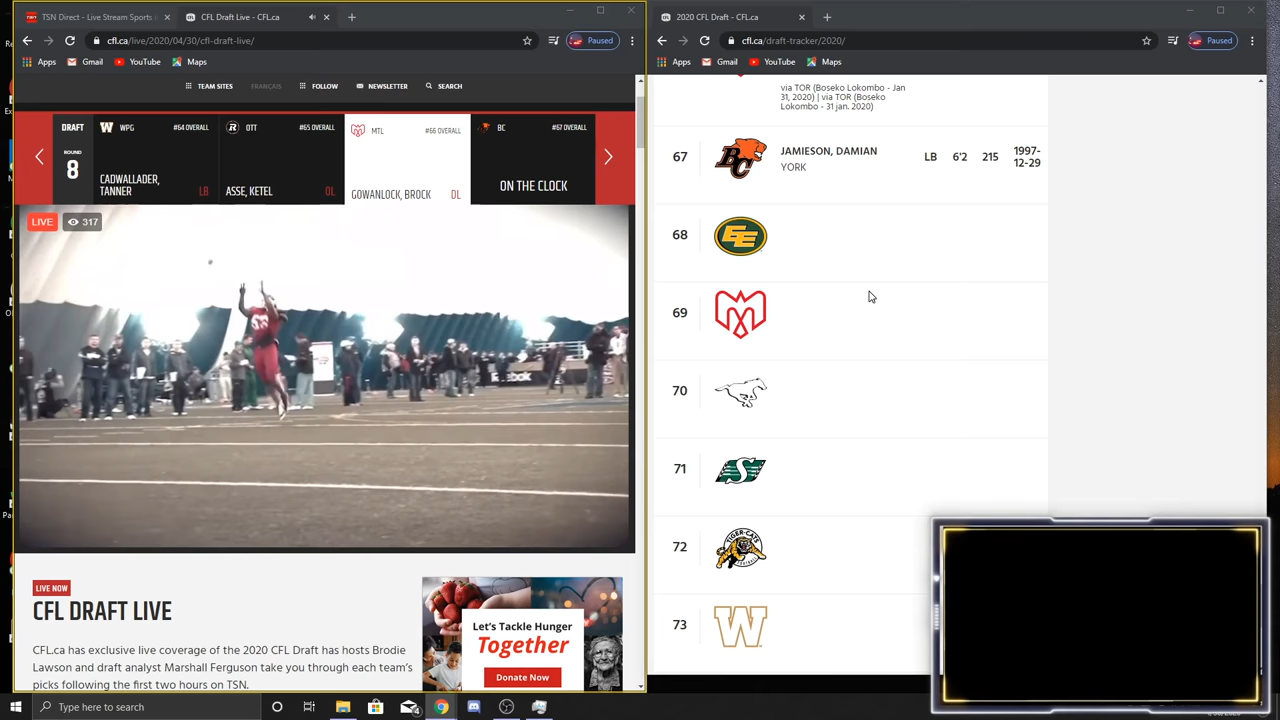 TSN Direct - Live Stream Sports
CFL Draft Live - CFL.ca
cfl.ca/live/2020/04/30/cfl-draft-live/
Paused
Apps
Gmail
YouTube
Maps
TEAM SITES
FRANÇAIS
FOLLOW
NEWSLETTER
SEARCH
DRAFT
ROUND
8
WPG
#64 OVERALL
CADWALLADER,
TANNER
LB
OTT
#65 OVERALL
ASSE, KETEL
OL
MTL
#66 OVERALL
GOWANLOCK, BROCK
DL
BC
#67 OVERALL
ON THE CLOCK
LIVE
317
LIVE NOW
CFL DRAFT LIVE
CFL.ca has exclusive live coverage of the 2020 CFL Draft has hosts Brodie
Lawson and draft analyst Marshall Ferguson take you through each team's
picks following the first two hours on TSN.
Let's Tackle Hunger
Together
Donate Now
2020 CFL Draft - CFL.ca
cfl.ca/draft-tracker/2020/
Paused
Apps
Gmail
YouTube
Maps
via TOR (Boseko Lokombo - Jan
31, 2020) | via TOR (Boseko
Lokombo - 31 jan. 2020)
67
JAMIESON, DAMIAN
YORK
LB
6'2
215
1997-
12-29
68
EE
69
70
71
S
72
TIGER-CATS
73
W
Type here to search